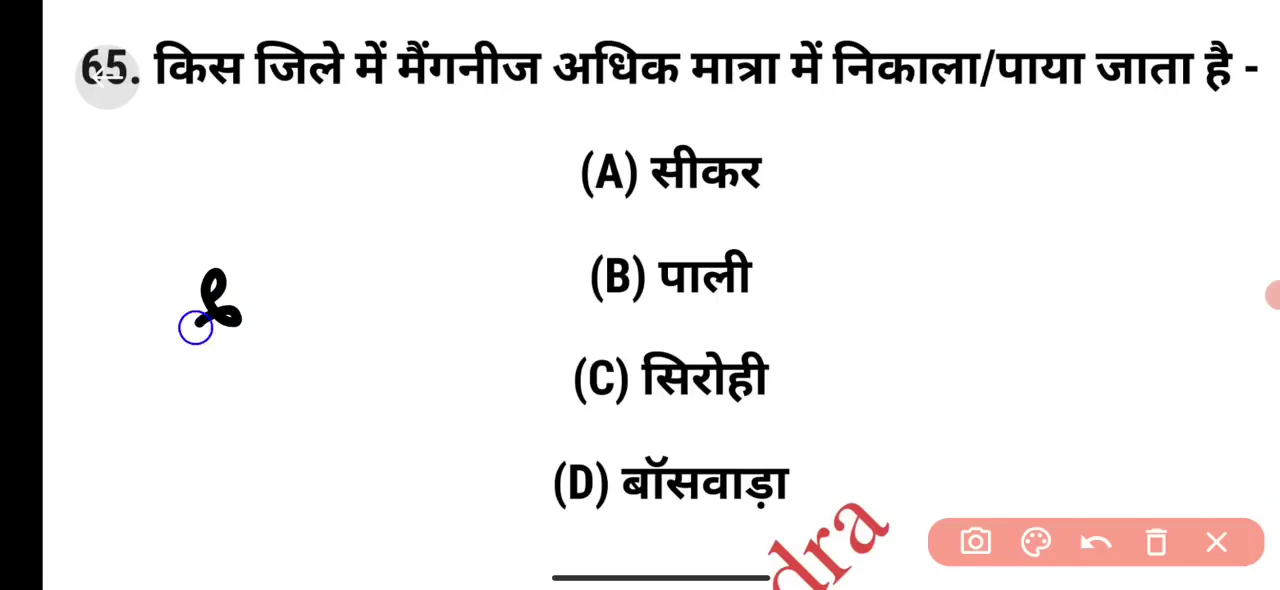 65. किस जिले में मैंगनीज अधिक मात्रा में निकाला/पाया जाता है -
(A) सीकर
(B) पाली
(C) सिरोही
(D) बॉसवाड़ा